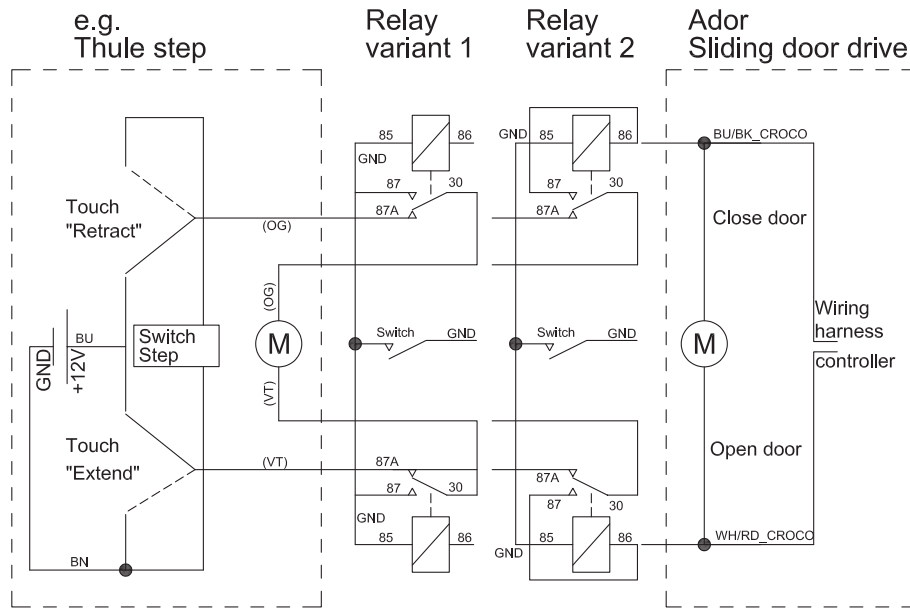 e.g.
Thule step
Relay
variant 1
Relay
variant 2
Ador
Sliding door drive
85
86
GND
87
30
87A
GND
85
86
87
30
87A
BU/BK_CROCO
Touch
"Retract"
(OG)
Close door
(OG)
GND
+12V
BU
Switch
Step
M
Switch
GND
Switch
GND
M
Wiring
harness
controller
(VT)
Touch
"Extend"
(VT)
87A
87
30
GND
85
86
87A
87
30
GND
85
86
Open door
WH/RD_CROCO
BN